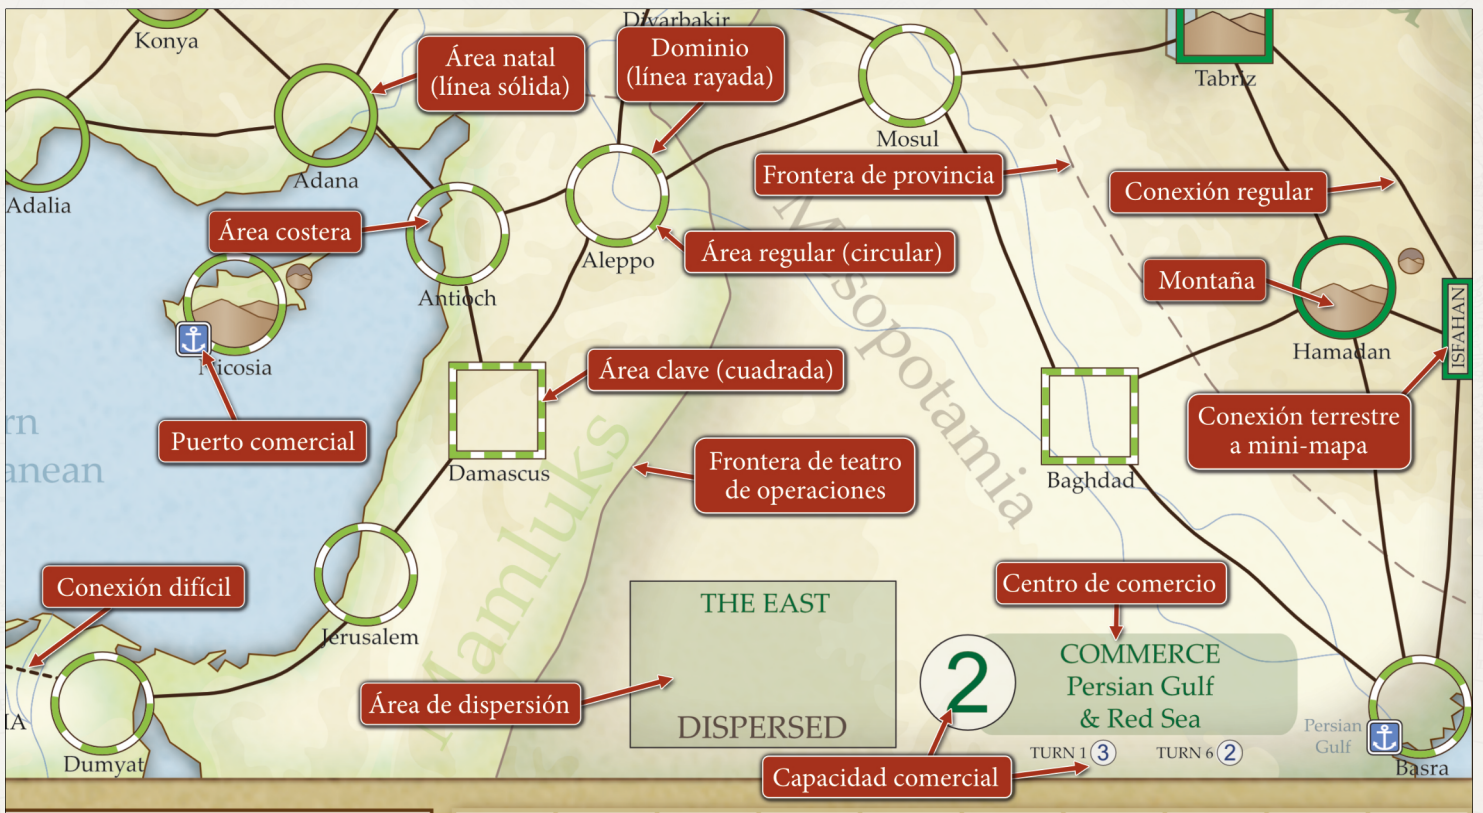 Diyarbakir
Konya
Área natal
(línea sólida)
Dominio
(línea rayada)
Tabriz
Mosul
Frontera de provincia
Conexión regular
Adana
Adalia
Área costera
Área regular (circular)
Aleppo
Montaña
Antioch
Mesopotamia
ISFAHAN
Hamadan
Nicosia
Área clave (cuadrada)
Puerto comercial
rn
anean
Conexión terrestre
a mini-mapa
Damascus
Baghdad
Frontera de teatro
de operaciones
Mamluks
Conexión difícil
Centro de comercio
THE EAST
Jerusalem
2
COMMERCE
Persian Gulf
& Red Sea
Área de dispersión
DISPERSED
IA
Persian
Gulf
TURN 1 3
TURN 6 2
Dumyat
Capacidad comercial
Basra